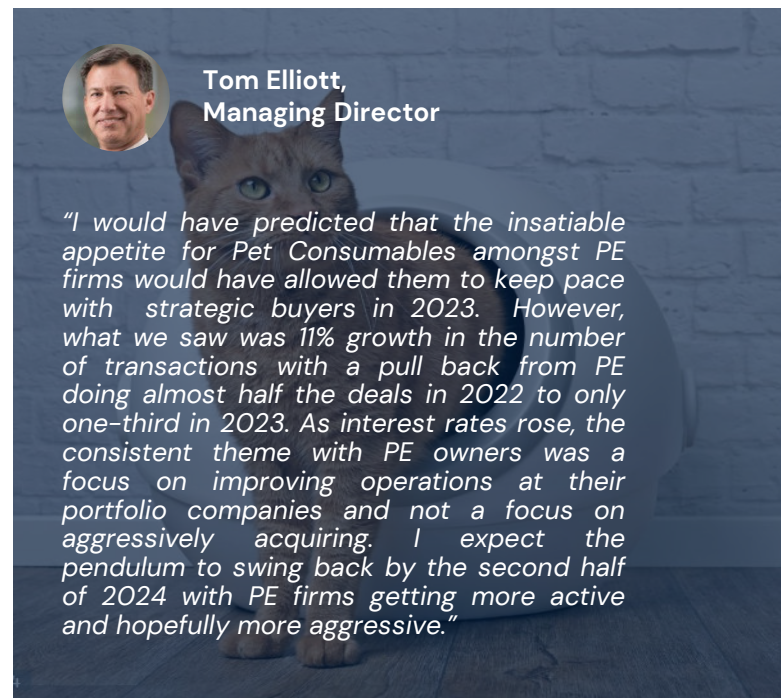 Tom Elliott,
Managing Director
“I would have predicted that the insatiable
appetite for Pet Consumables amongst PE
firms would have allowed them to keep pace
with strategic buyers in 2023. However,
what we saw was 11% growth in the number
of transactions with a pull back from PE
doing almost half the deals in 2022 to only
one-third in 2023. As interest rates rose, the
consistent theme with PE owners was a
focus on improving operations at their
portfolio companies and not a focus on
aggressively acquiring. I expect the
pendulum to swing back by the second half
of 2024 with PE firms getting more active
and hopefully more aggressive.”